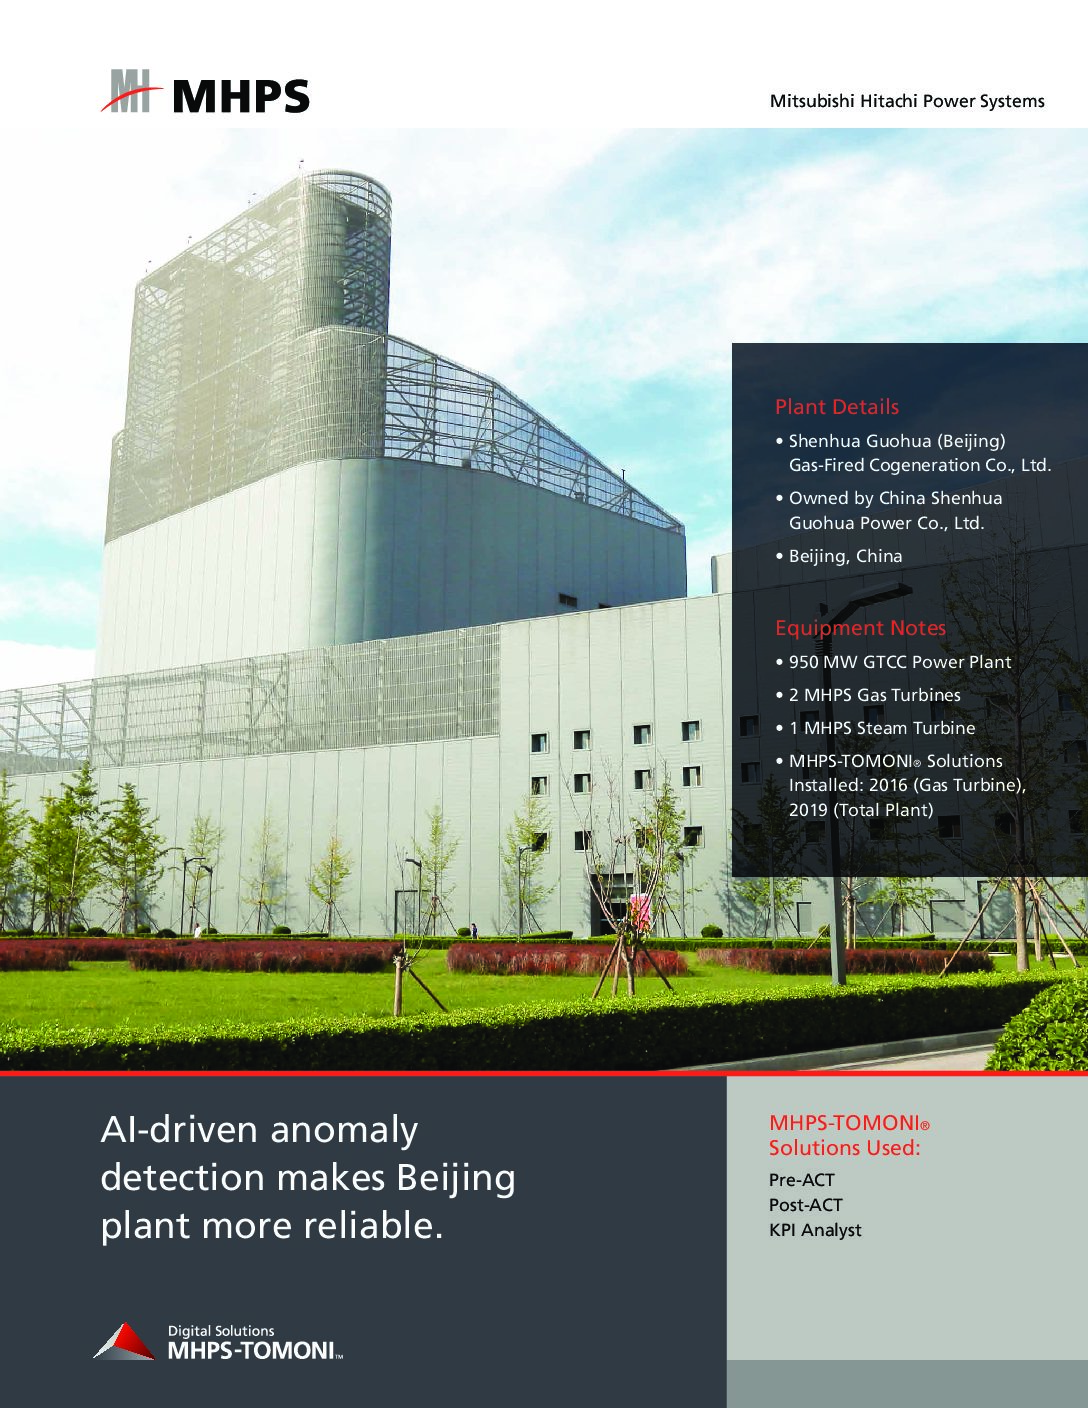 MHPS
Mitsubishi Hitachi Power Systems
Plant Details
• Shenhua Guohua (Beijing)
Gas-Fired Cogeneration Co., Ltd.
• Owned by China Shenhua
Guohua Power Co., Ltd.
• Beijing, China
Equipment Notes
• 950 MW GTCC Power Plant
• 2 MHPS Gas Turbines
• 1 MHPS Steam Turbine
• MHPS-TOMONI® Solutions
Installed: 2016 (Gas Turbine),
2019 (Total Plant)
AI-driven anomaly
detection makes Beijing
plant more reliable.
MHPS-TOMONI®
Solutions Used:
Pre-ACT
Post-ACT
KPI Analyst
Digital Solutions
MHPS-TOMONI™